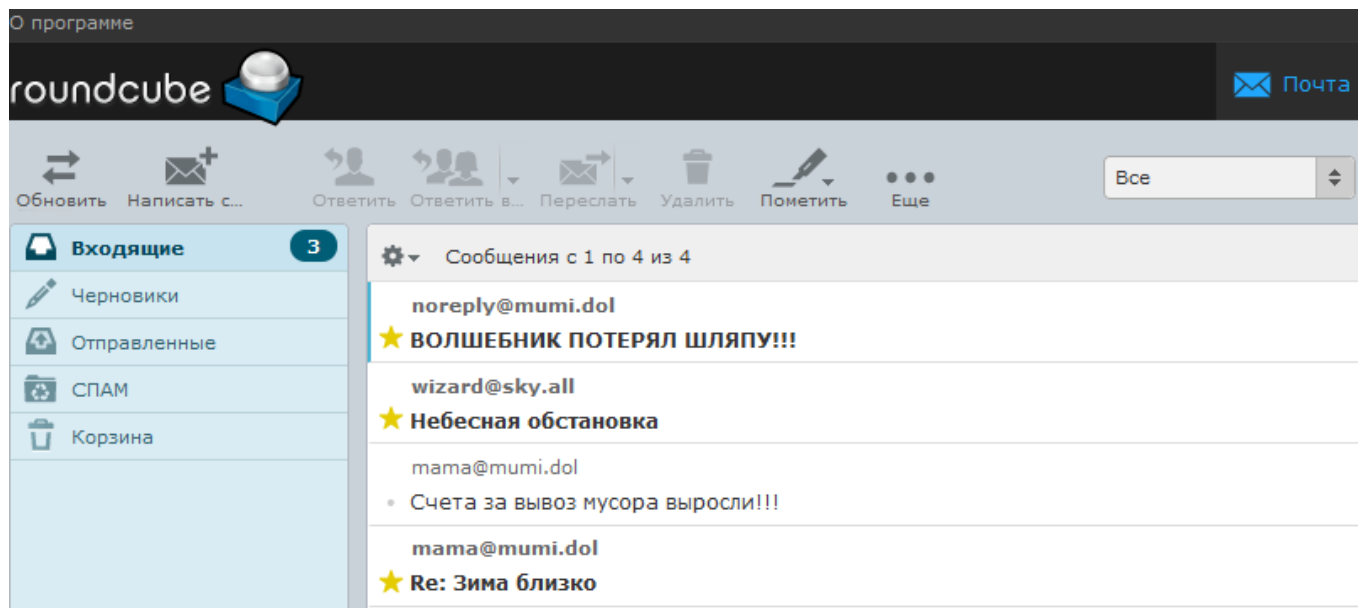 О программе
roundcube
Почта
Обновить Написать с... Ответить Ответить в... Переслать Удалить Пометить Еще
Все
Входящие 3
Черновики
Отправленные
СПАМ
Корзина
Сообщения с 1 по 4 из 4
noreply@mumi.dol
ВОЛШЕБНИК ПОТЕРЯЛ ШЛЯПУ!!!
wizard@sky.all
Небесная обстановка
mama@mumi.dol
Счета за вывоз мусора выросли!!!
mama@mumi.dol
Re: Зима близко